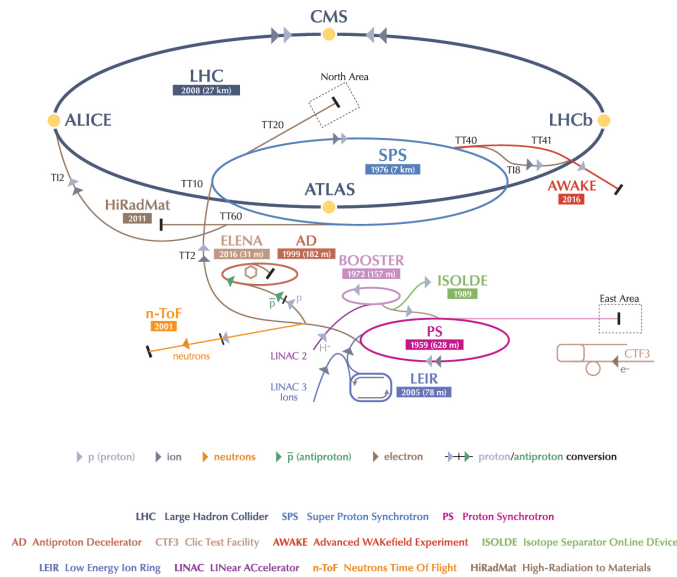 CMS
LHC
2008 (27 km)
North Area
ALICE
TT20
LHCb
TT40
TT41
SPS
1976 (7 km)
TI8
TI2
TT10
ATLAS
AWAKE
2016
HiRadMat
2011
TT60
ELENA
2016 (31 m)
AD
1999 (182 m)
TT2
BOOSTER
1972 (157 m)
ISOLDE
1989
p
p̅
East Area
n-ToF
2001
neutrons
LINAC 2
H⁺
PS
1959 (628 m)
CTF3
e–
LINAC 3
Ions
LEIR
2005 (78 m)
p (proton)
ion
neutrons
p̅ (antiproton)
electron
proton/antiproton conversion
LHC Large Hadron Collider
SPS Super Proton Synchrotron
PS Proton Synchrotron
AD Antiproton Decelerator
CTF3 Clic Test Facility
AWAKE Advanced WAKefield Experiment
ISOLDE Isotope Separator OnLine DEvice
LEIR Low Energy Ion Ring
LINAC LINear ACcelerator
n-ToF Neutrons Time Of Flight
HiRadMat High-Radiation to Materials